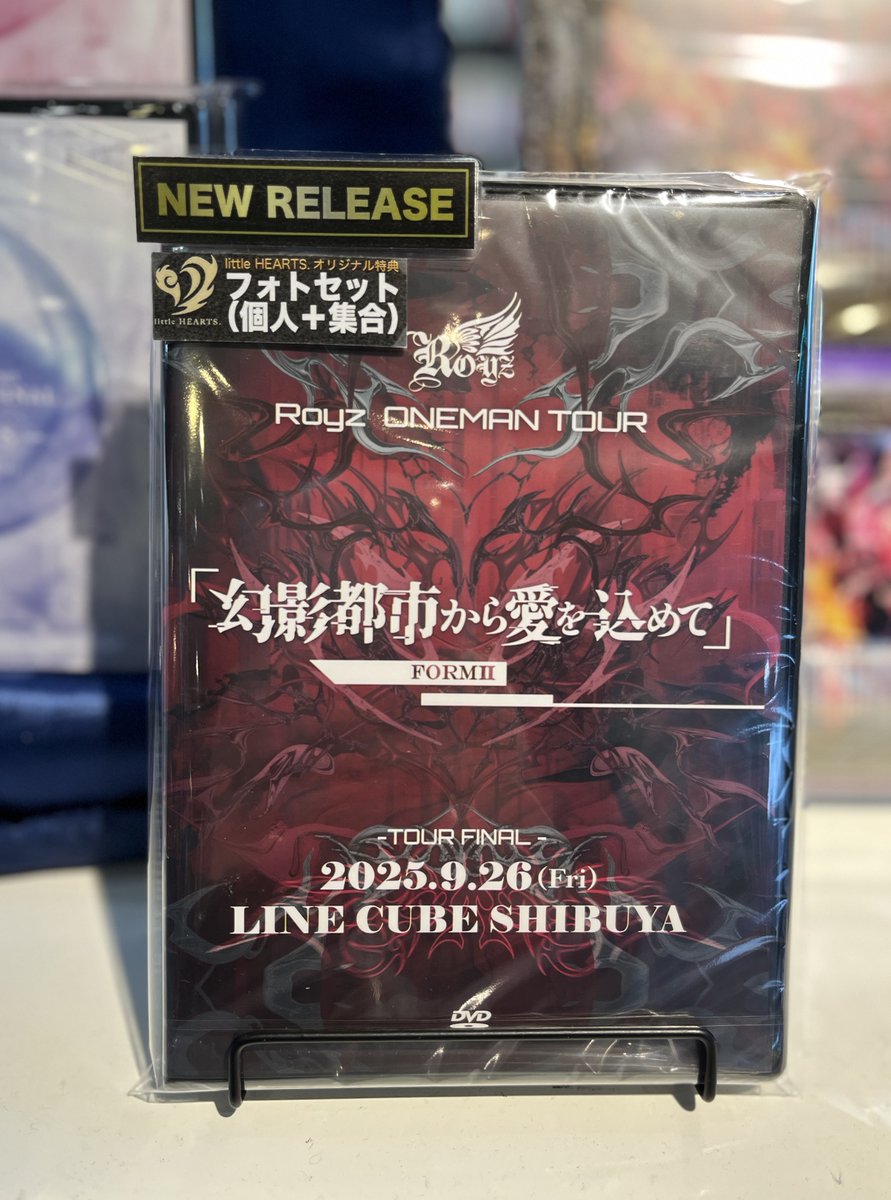 NEW RELEASE
little HEARTS. オリジナル特典
フォトセット
(個人＋集合)
little HEARTS.
Royz
Royz ONEMAN TOUR
「幻影都市から愛を込めて」
FORMⅡ
-TOUR FINAL-
2025.9.26(Fri)
LINE CUBE SHIBUYA
DVD